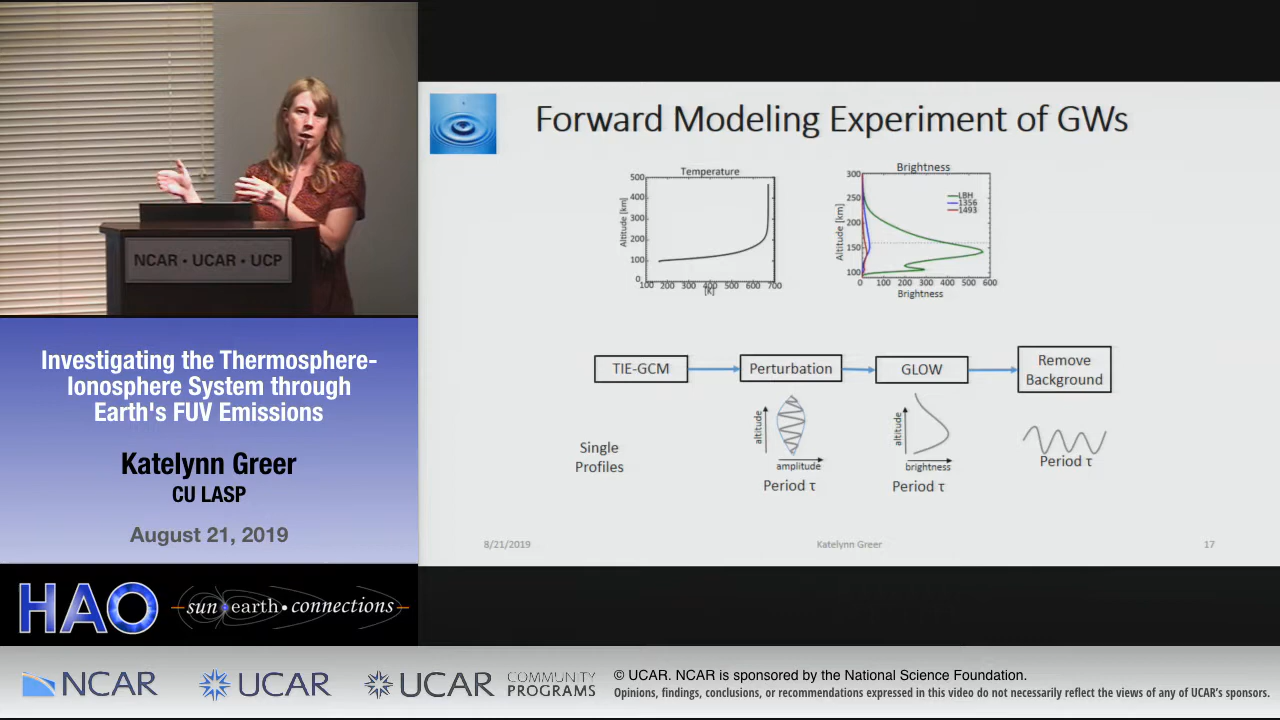 Forward Modeling Experiment of GWs
Temperature
500
400
300
200
100
0
Altitude [km]
100 200 300 400 500 600 700
[K]
Brightness
300
250
200
150
100
Altitude [km]
LBH
1356
1493
0 100 200 300 400 500 600
Brightness
NCAR • UCAR • UCP
TIE-GCM
Perturbation
GLOW
Remove
Background
Single
Profiles
altitude
amplitude
Period τ
altitude
brightness
Period τ
Period τ
8/21/2019
Katelynn Greer
17
Investigating the Thermosphere-
Ionosphere System through
Earth's FUV Emissions
Katelynn Greer
CU LASP
August 21, 2019
HAO
sun•earth•connections
NCAR
UCAR
UCAR
COMMUNITY
PROGRAMS
© UCAR. NCAR is sponsored by the National Science Foundation.
Opinions, findings, conclusions, or recommendations expressed in this video do not necessarily reflect the views of any of UCAR's sponsors.